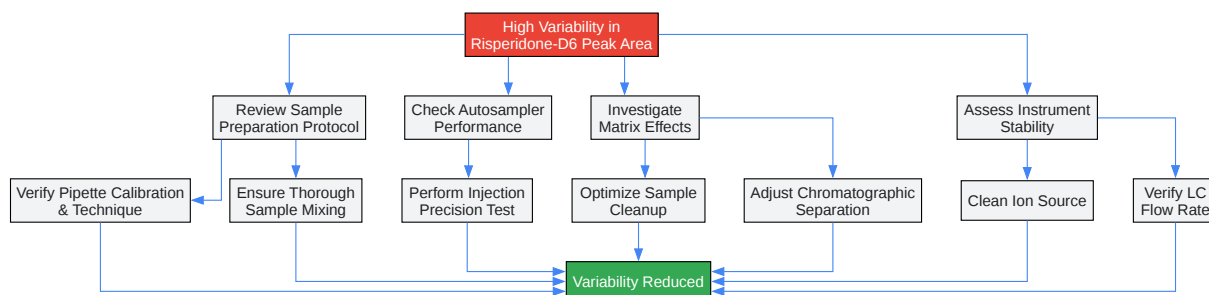 High Variability in
Risperidone-D6 Peak Area
Review Sample
Preparation Protocol
Check Autosampler
Performance
Investigate
Matrix Effects
Assess Instrument
Stability
Verify Pipette Calibration
& Technique
Ensure Thorough
Sample Mixing
Perform Injection
Precision Test
Optimize Sample
Cleanup
Adjust Chromatographic
Separation
Clean Ion Source
Verify LC
Flow Rate
Variability Reduced